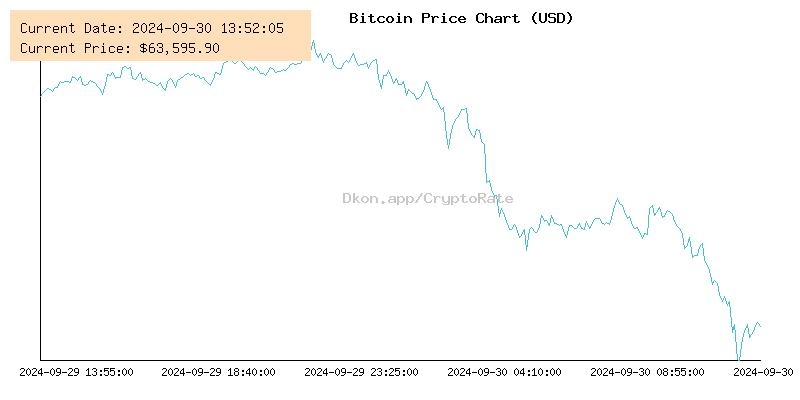 Bitcoin Price Chart (USD)
Current Date: 2024-09-30 13:52:05
Current Price: $63,595.90
Dkon.app/CryptoRate
2024-09-29 13:55:00 2024-09-29 18:40:00 2024-09-29 23:25:00 2024-09-30 04:10:00 2024-09-30 08:55:00 2024-09-30